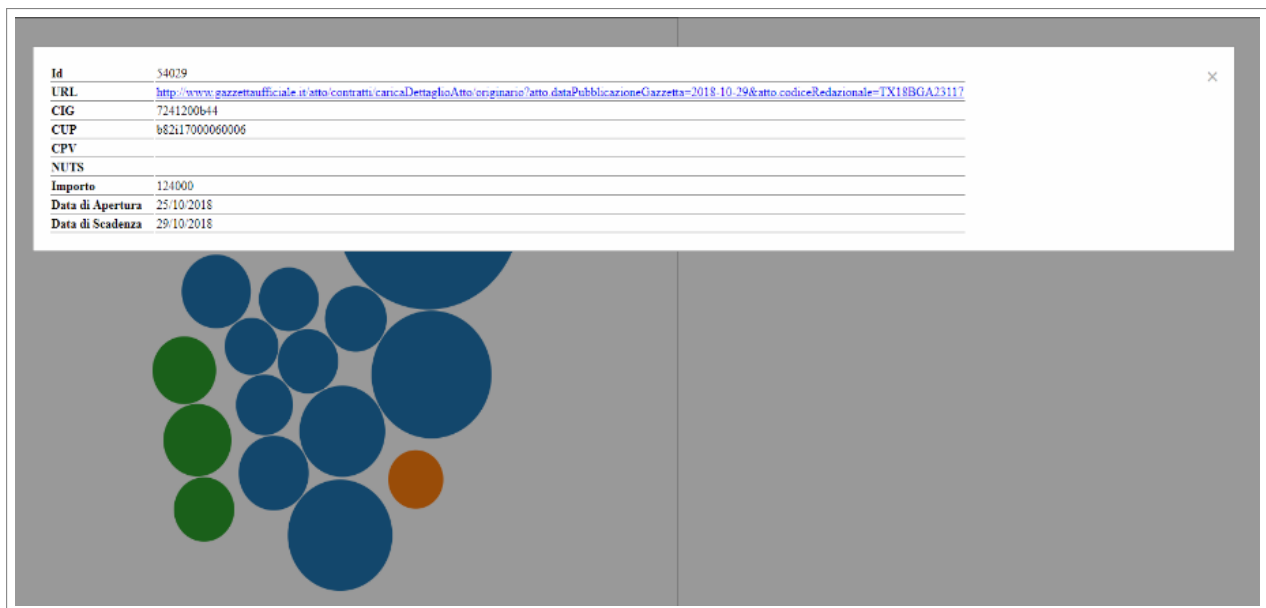 Id 54029
×
URL http://www.gazzettaufficiale.it/atto/contratti/caricaDettaglioAtto/originario?atto.dataPubblicazioneGazzetta=2018-10-29&atto.codiceRedazionale=TX18BGA23117
CIG 7241200b44
CUP b82i17000060006
CPV
NUTS
Importo 124000
Data di Apertura 25/10/2018
Data di Scadenza 29/10/2018